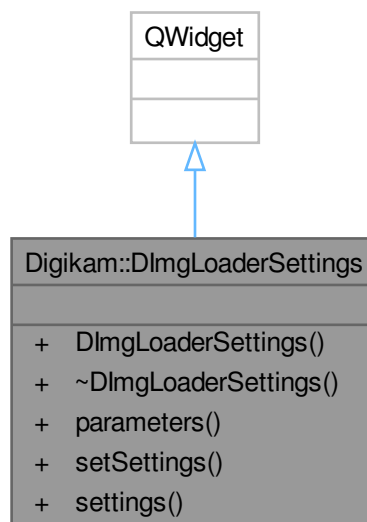 QWidget
Digikam::DImgLoaderSettings
+ DImgLoaderSettings()
+ ~DImgLoaderSettings()
+ parameters()
+ setSettings()
+ settings()